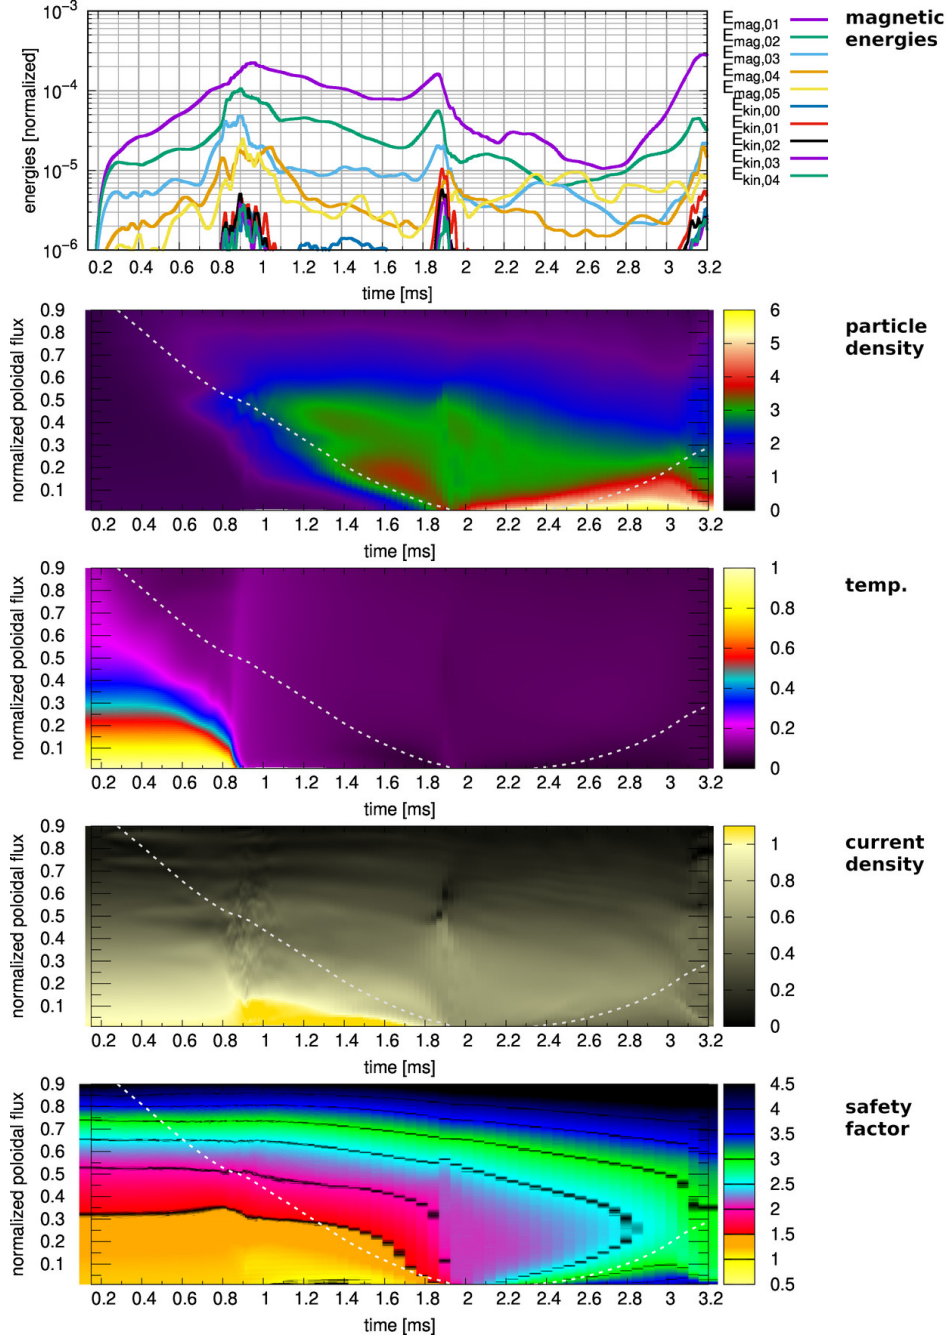 magnetic
energies
energies [normalized]
10⁻³
10⁻⁴
10⁻⁵
10⁻⁶
E mag,01
E mag,02
E mag,03
E mag,04
E mag,05
E kin,00
E kin,01
E kin,02
E kin,03
E kin,04
0.2 0.4 0.6 0.8 1 1.2 1.4 1.6 1.8 2 2.2 2.4 2.6 2.8 3 3.2
time [ms]
particle
density
normalized poloidal flux
0.9
0.8
0.7
0.6
0.5
0.4
0.3
0.2
0.1
6
5
4
3
2
1
0
0.2 0.4 0.6 0.8 1 1.2 1.4 1.6 1.8 2 2.2 2.4 2.6 2.8 3 3.2
time [ms]
temp.
normalized poloidal flux
0.9
0.8
0.7
0.6
0.5
0.4
0.3
0.2
0.1
1
0.8
0.6
0.4
0.2
0
0.2 0.4 0.6 0.8 1 1.2 1.4 1.6 1.8 2 2.2 2.4 2.6 2.8 3 3.2
time [ms]
current
density
normalized poloidal flux
0.9
0.8
0.7
0.6
0.5
0.4
0.3
0.2
0.1
1
0.8
0.6
0.4
0.2
0
0.2 0.4 0.6 0.8 1 1.2 1.4 1.6 1.8 2 2.2 2.4 2.6 2.8 3 3.2
time [ms]
safety
factor
normalized poloidal flux
0.9
0.8
0.7
0.6
0.5
0.4
0.3
0.2
0.1
4.5
4
3.5
3
2.5
2
1.5
1
0.5
0.2 0.4 0.6 0.8 1 1.2 1.4 1.6 1.8 2 2.2 2.4 2.6 2.8 3 3.2
time [ms]